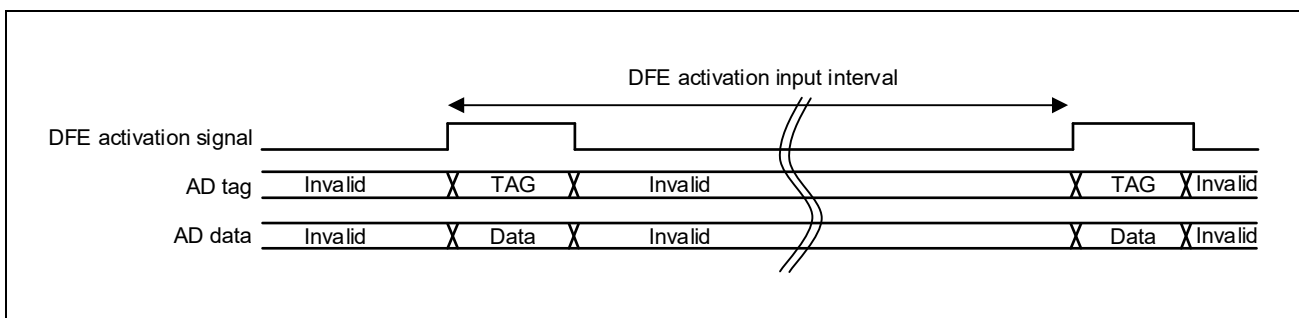 DFE activation input interval
DFE activation signal
AD tag Invalid TAG Invalid TAG Invalid
AD data Invalid Data Invalid Data Invalid